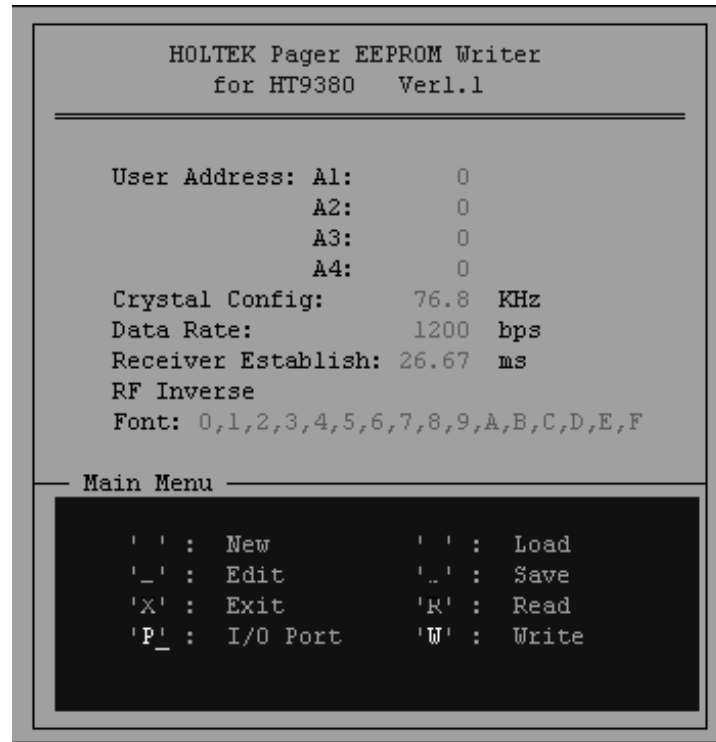 HOLTEK Pager EEPROM Writer
for HT9380 Ver1.1
User Address: A1: 0
A2: 0
A3: 0
A4: 0
Crystal Config: 76.8 KHz
Data Rate: 1200 bps
Receiver Establish: 26.67 ms
RF Inverse
Font: 0,1,2,3,4,5,6,7,8,9,A,B,C,D,E,F
Main Menu
' ' : New ' ' : Load
'_' : Edit '..' : Save
'X' : Exit 'R' : Read
'P' : I/O Port 'W' : Write